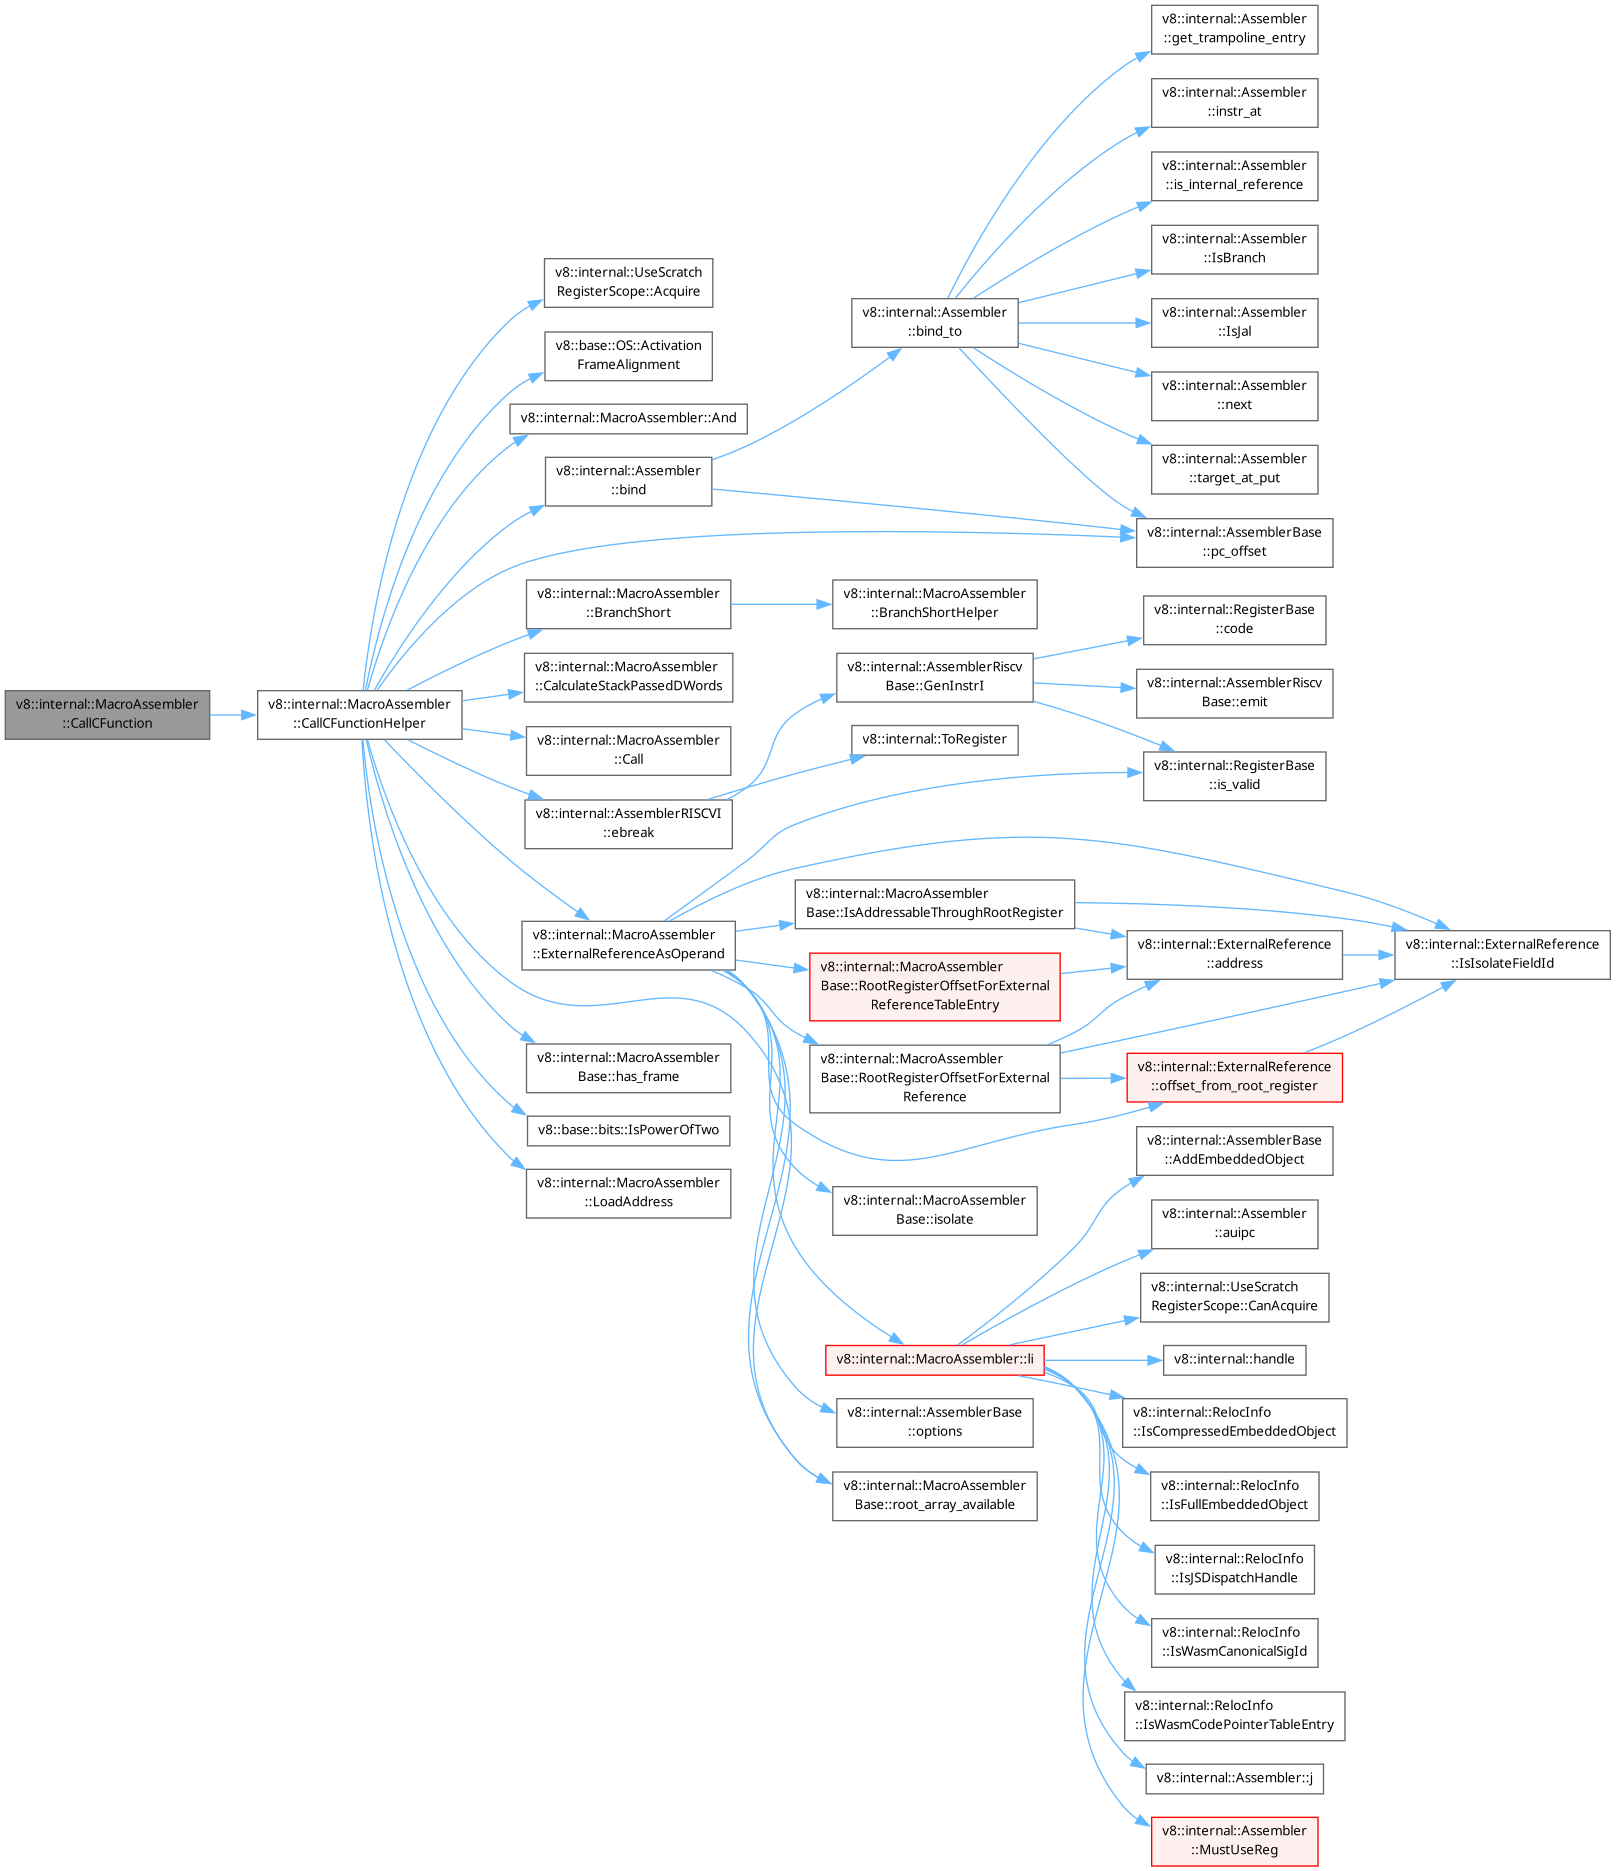 v8::internal::MacroAssembler
::CallCFunction
v8::internal::MacroAssembler
::CallCFunctionHelper
v8::internal::UseScratch
RegisterScope::Acquire
v8::base::OS::Activation
FrameAlignment
v8::internal::MacroAssembler::And
v8::internal::Assembler
::bind
v8::internal::MacroAssembler
::BranchShort
v8::internal::MacroAssembler
::CalculateStackPassedDWords
v8::internal::MacroAssembler
::Call
v8::internal::AssemblerRISCVI
::ebreak
v8::internal::MacroAssembler
::ExternalReferenceAsOperand
v8::internal::MacroAssembler
Base::has_frame
v8::base::bits::IsPowerOfTwo
v8::internal::MacroAssembler
::LoadAddress
v8::internal::Assembler
::bind_to
v8::internal::MacroAssembler
::BranchShortHelper
v8::internal::AssemblerRiscv
Base::GenInstrI
v8::internal::ToRegister
v8::internal::MacroAssembler
Base::IsAddressableThroughRootRegister
v8::internal::MacroAssembler
Base::RootRegisterOffsetForExternal
ReferenceTableEntry
v8::internal::MacroAssembler
Base::RootRegisterOffsetForExternal
Reference
v8::internal::MacroAssembler
Base::isolate
v8::internal::MacroAssembler::li
v8::internal::AssemblerBase
::options
v8::internal::MacroAssembler
Base::root_array_available
v8::internal::Assembler
::get_trampoline_entry
v8::internal::Assembler
::instr_at
v8::internal::Assembler
::is_internal_reference
v8::internal::Assembler
::IsBranch
v8::internal::Assembler
::IsJal
v8::internal::Assembler
::next
v8::internal::Assembler
::target_at_put
v8::internal::AssemblerBase
::pc_offset
v8::internal::RegisterBase
::code
v8::internal::AssemblerRiscv
Base::emit
v8::internal::RegisterBase
::is_valid
v8::internal::ExternalReference
::address
v8::internal::ExternalReference
::offset_from_root_register
v8::internal::AssemblerBase
::AddEmbeddedObject
v8::internal::Assembler
::auipc
v8::internal::UseScratch
RegisterScope::CanAcquire
v8::internal::handle
v8::internal::RelocInfo
::IsCompressedEmbeddedObject
v8::internal::RelocInfo
::IsFullEmbeddedObject
v8::internal::RelocInfo
::IsJSDispatchHandle
v8::internal::RelocInfo
::IsWasmCanonicalSigId
v8::internal::RelocInfo
::IsWasmCodePointerTableEntry
v8::internal::Assembler::j
v8::internal::Assembler
::MustUseReg
v8::internal::ExternalReference
::IsIsolateFieldId